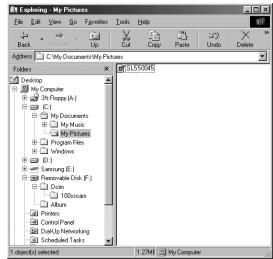 Exploring - My Pictures
File Edit View Go Favorites Tools Help
Back Forward Up Cut Copy Paste Undo Delete »
Address C:\My Documents\My Pictures
Folders
SL550045
Desktop
My Computer
3½ Floppy (A:)
(C:)
My Documents
My Music
My Pictures
Program Files
Windows
(D:)
Samsung (E:)
Removable Disk (F:)
Dcim
100sscam
Album
Printers
Control Panel
Dial-Up Networking
Scheduled Tasks
1 object(s) selected 1.27MB My Computer